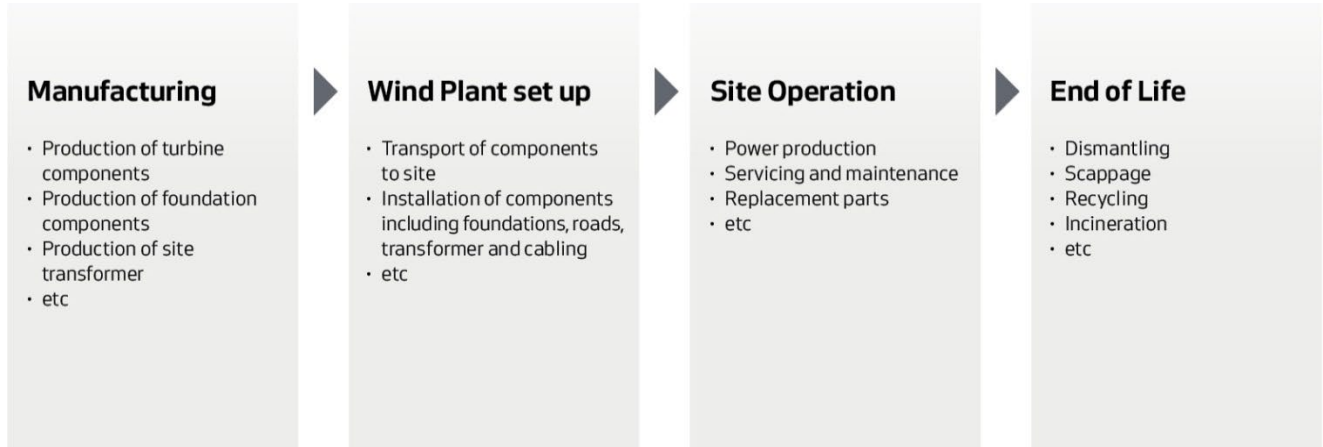 Manufacturing
• Production of turbine
components
• Production of foundation
components
• Production of site
transformer
• etc
Wind Plant set up
• Transport of components
to site
• Installation of components
including foundations, roads,
transformer and cabling
• etc
Site Operation
• Power production
• Servicing and maintenance
• Replacement parts
• etc
End of Life
• Dismantling
• Scappage
• Recycling
• Incineration
• etc